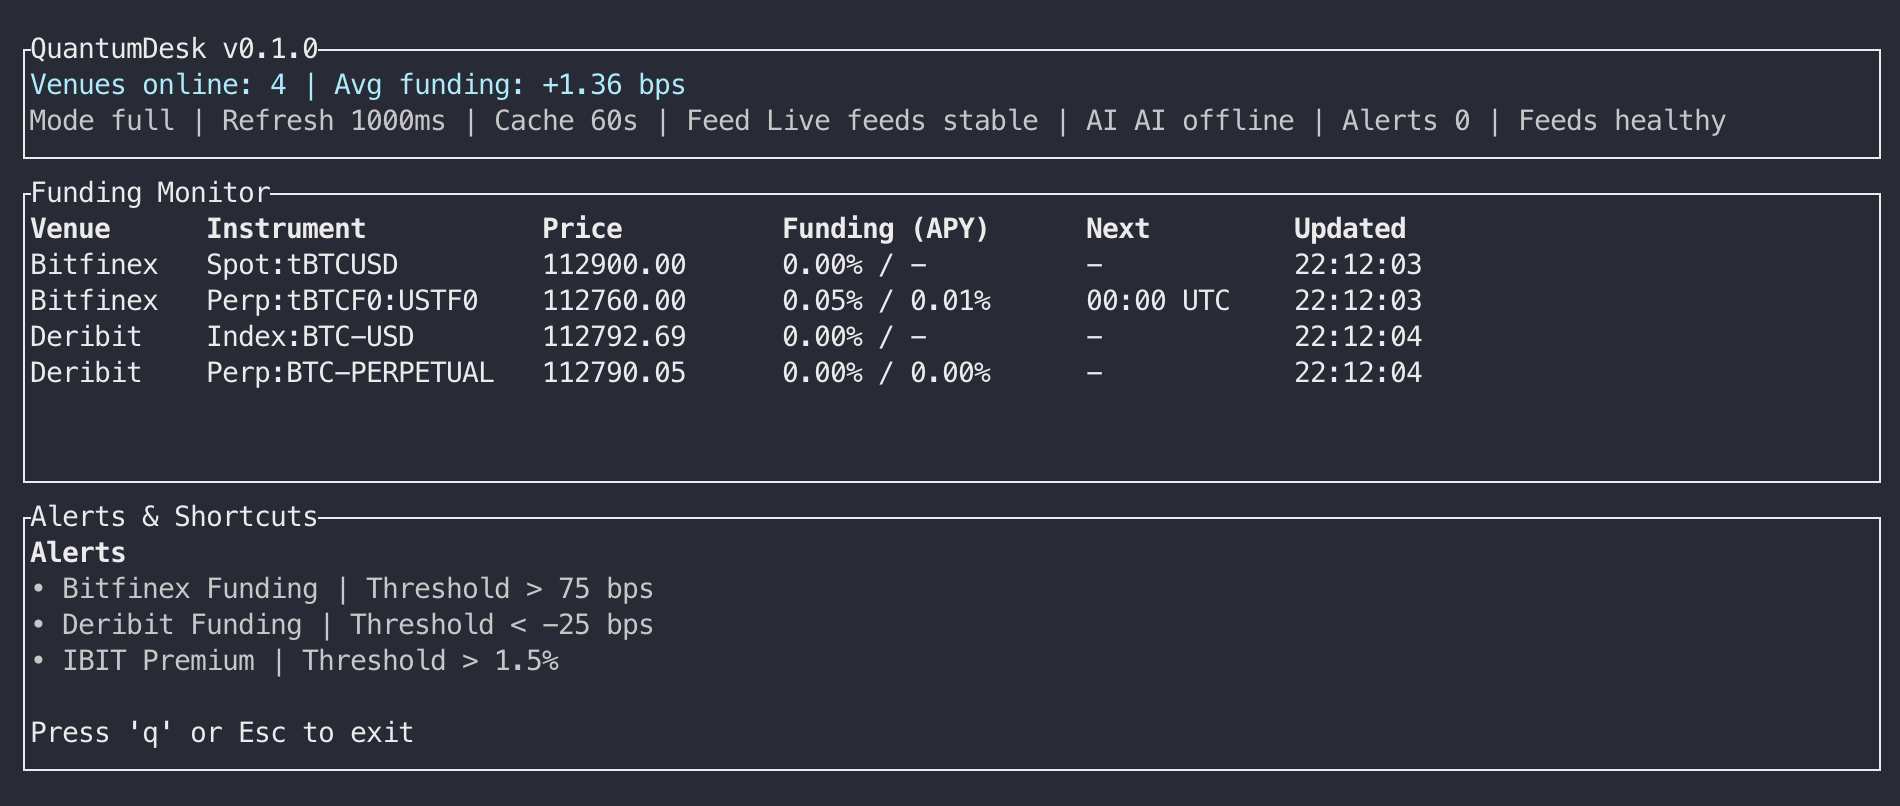 QuantumDesk v0.1.0
Venues online: 4 | Avg funding: +1.36 bps
Mode full | Refresh 1000ms | Cache 60s | Feed Live feeds stable | AI AI offline | Alerts 0 | Feeds healthy
Funding Monitor
Venue Instrument Price Funding (APY) Next Updated
Bitfinex Spot:tBTCUSD 112900.00 0.00% / - - 22:12:03
Bitfinex Perp:tBTCF0:USTF0 112760.00 0.05% / 0.01% 00:00 UTC 22:12:03
Deribit Index:BTC-USD 112792.69 0.00% / - - 22:12:04
Deribit Perp:BTC-PERPETUAL 112790.05 0.00% / 0.00% - 22:12:04
Alerts & Shortcuts
Alerts
• Bitfinex Funding | Threshold > 75 bps
• Deribit Funding | Threshold < -25 bps
• IBIT Premium | Threshold > 1.5%
Press 'q' or Esc to exit